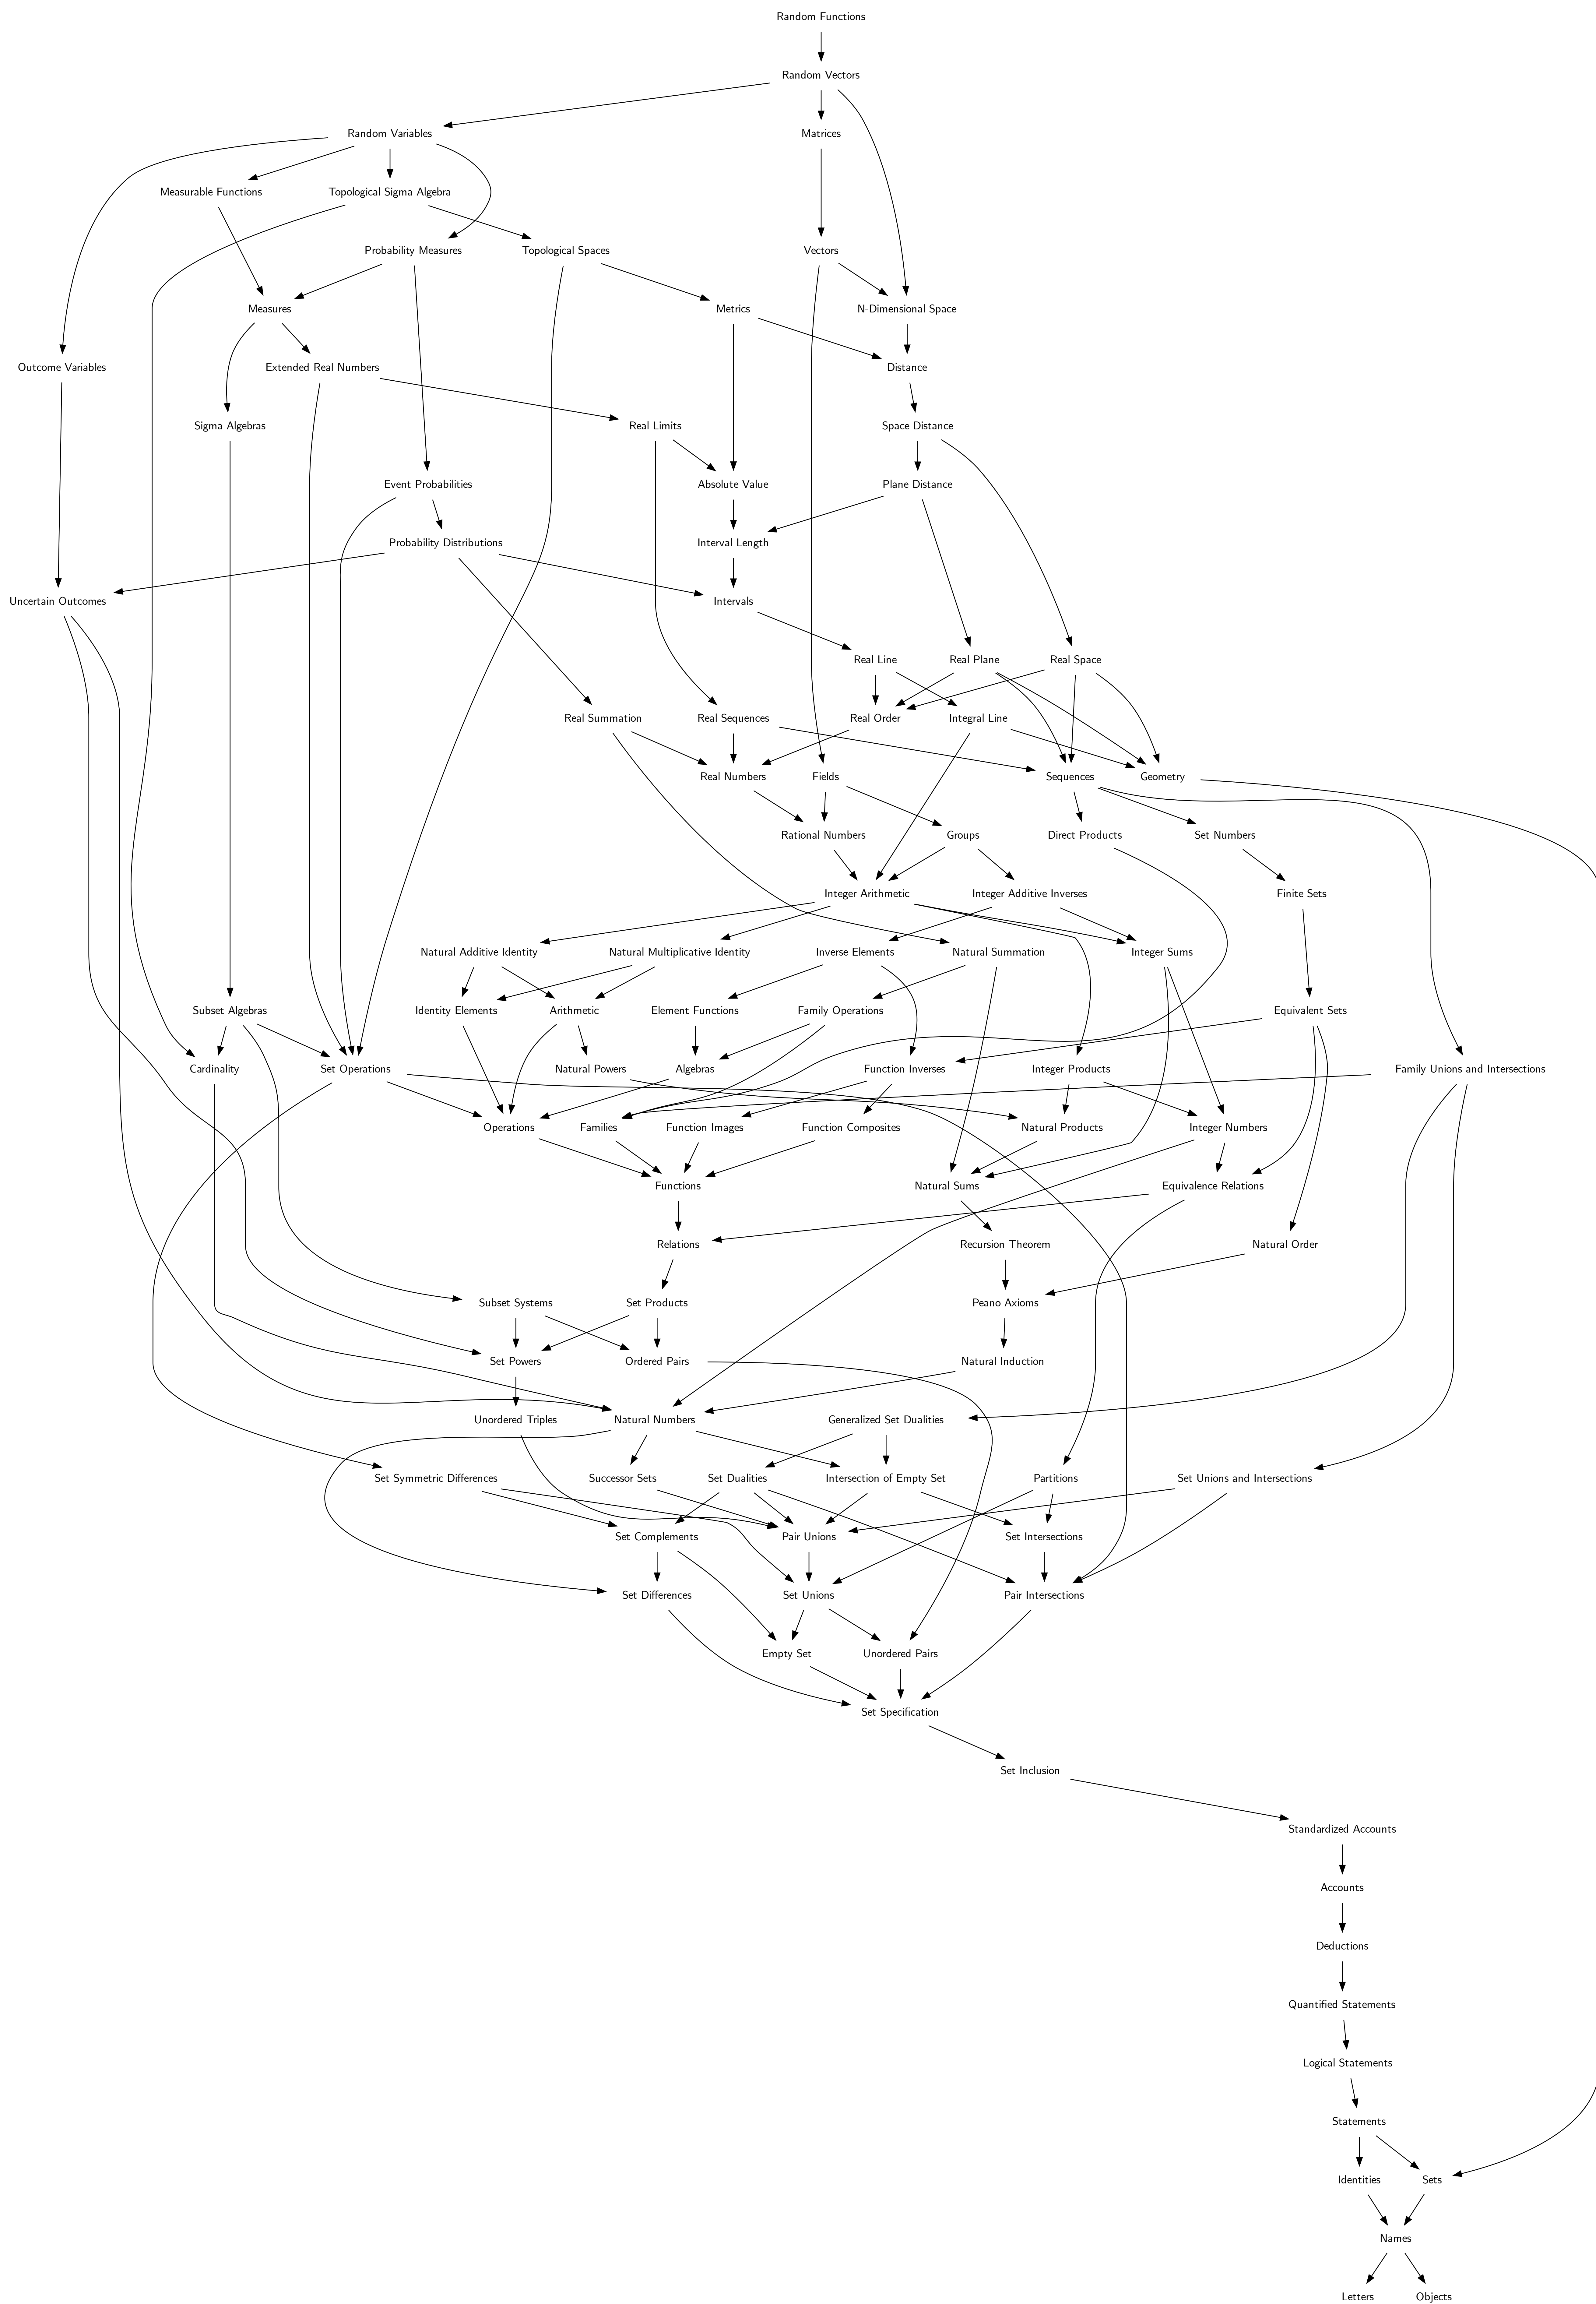 Random Functions
Random Vectors
Random Variables
Matrices
Measurable Functions
Topological Sigma Algebra
Probability Measures
Topological Spaces
Vectors
Measures
Metrics
N-Dimensional Space
Outcome Variables
Extended Real Numbers
Distance
Sigma Algebras
Real Limits
Space Distance
Event Probabilities
Absolute Value
Plane Distance
Probability Distributions
Interval Length
Uncertain Outcomes
Intervals
Real Line
Real Plane
Real Space
Real Summation
Real Sequences
Real Order
Integral Line
Real Numbers
Fields
Sequences
Geometry
Rational Numbers
Groups
Direct Products
Set Numbers
Integer Arithmetic
Integer Additive Inverses
Finite Sets
Natural Additive Identity
Natural Multiplicative Identity
Inverse Elements
Natural Summation
Integer Sums
Subset Algebras
Identity Elements
Arithmetic
Element Functions
Family Operations
Equivalent Sets
Cardinality
Set Operations
Natural Powers
Algebras
Function Inverses
Integer Products
Family Unions and Intersections
Operations
Families
Function Images
Function Composites
Natural Products
Integer Numbers
Functions
Natural Sums
Equivalence Relations
Relations
Recursion Theorem
Natural Order
Subset Systems
Set Products
Peano Axioms
Set Powers
Ordered Pairs
Natural Induction
Unordered Triples
Natural Numbers
Generalized Set Dualities
Set Symmetric Differences
Successor Sets
Set Dualities
Intersection of Empty Set
Partitions
Set Unions and Intersections
Set Complements
Pair Unions
Set Intersections
Set Differences
Set Unions
Pair Intersections
Empty Set
Unordered Pairs
Set Specification
Set Inclusion
Standardized Accounts
Accounts
Deductions
Quantified Statements
Logical Statements
Statements
Identities
Sets
Names
Letters
Objects